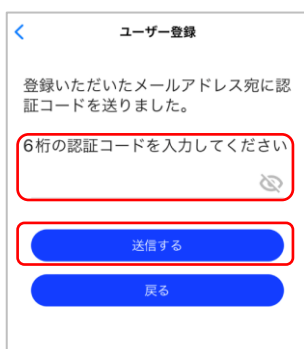 ユーザー登録
登録いただいたメールアドレス宛に認
証コードを送りました。
6桁の認証コードを入力してください
送信する
戻る